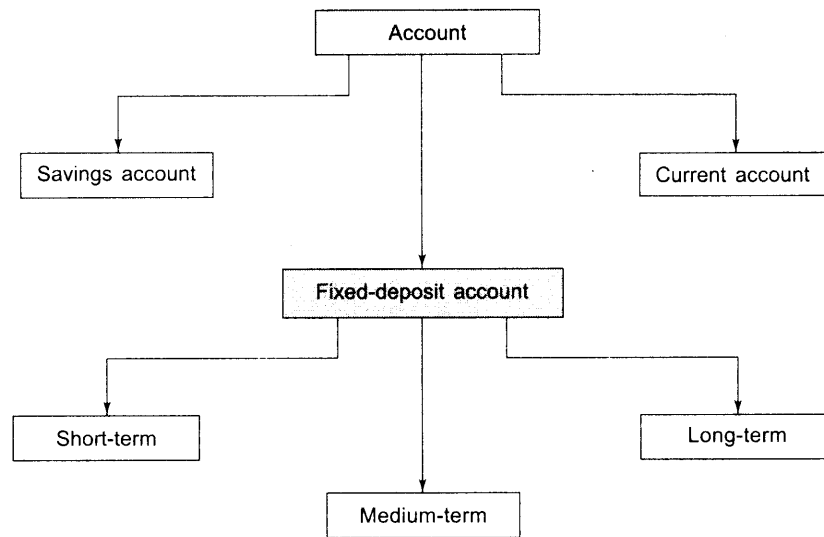 Account
Savings account
Current account
Fixed-deposit account
Short-term
Long-term
Medium-term